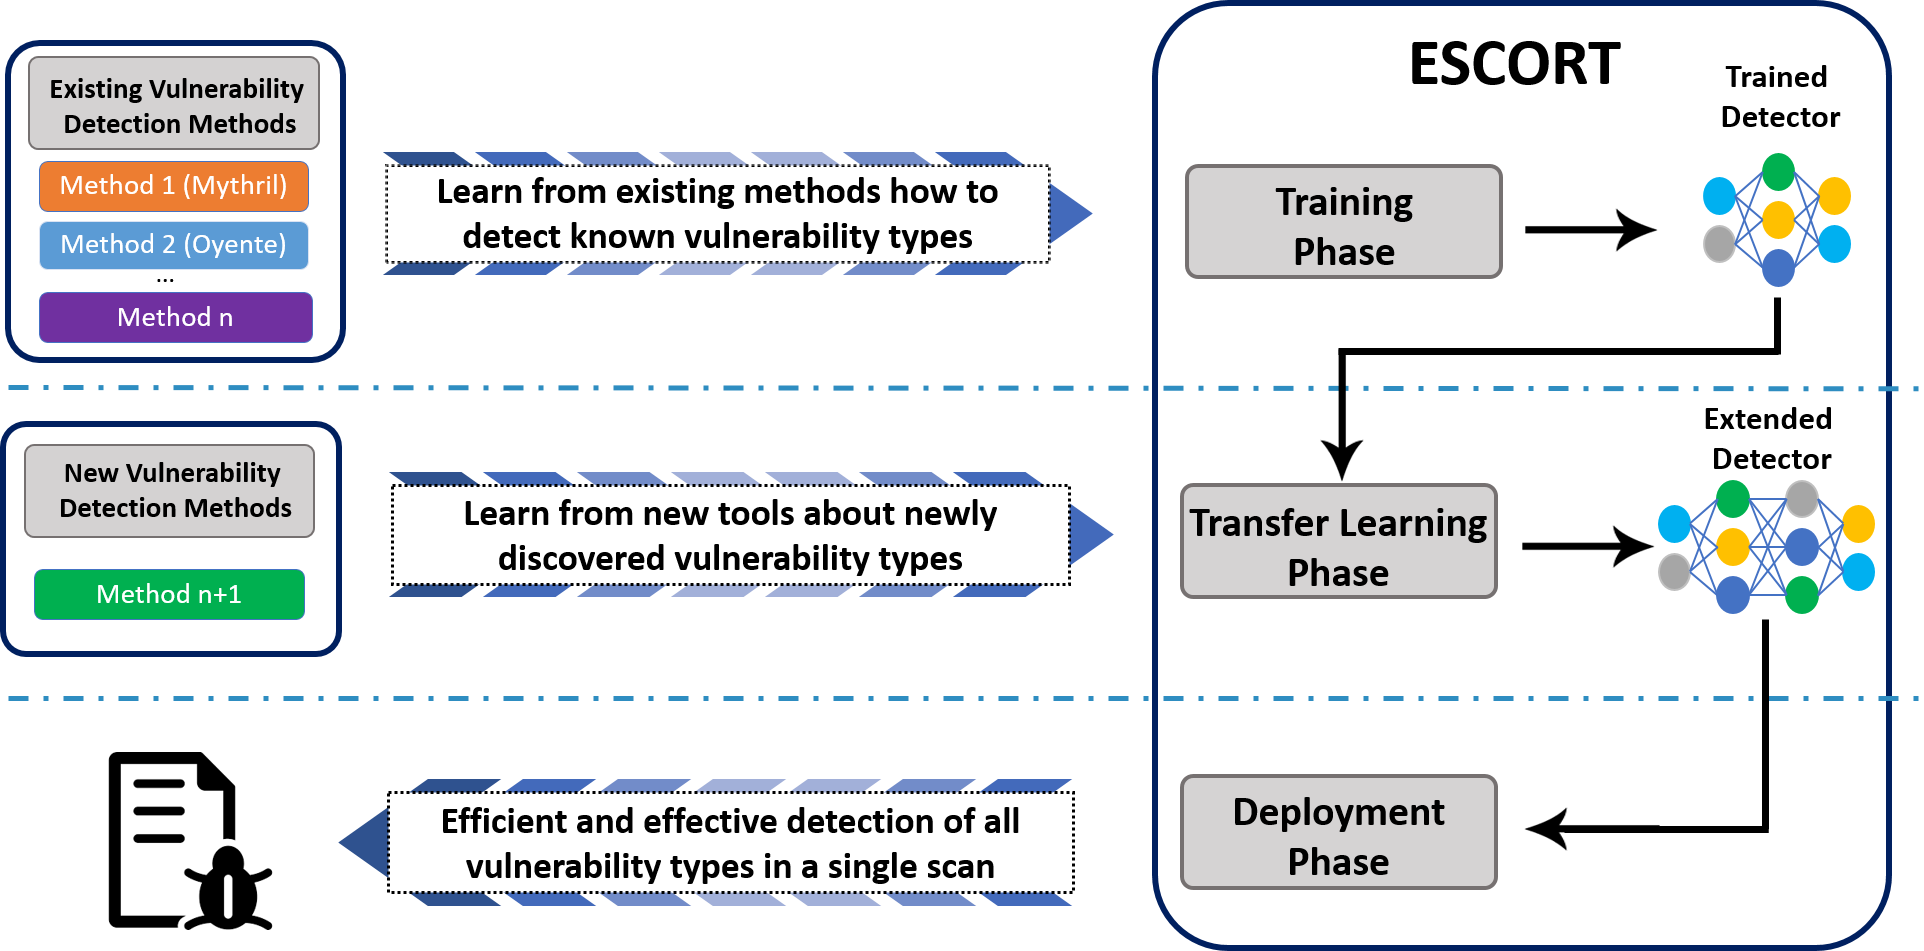 ESCORT
Existing Vulnerability
Detection Methods
Method 1 (Mythril)
Method 2 (Oyente)
...
Method n
Learn from existing methods how to
detect known vulnerability types
Training
Phase
Trained
Detector
New Vulnerability
Detection Methods
Method n+1
Learn from new tools about newly
discovered vulnerability types
Transfer Learning
Phase
Extended
Detector
Efficient and effective detection of all
vulnerability types in a single scan
Deployment
Phase